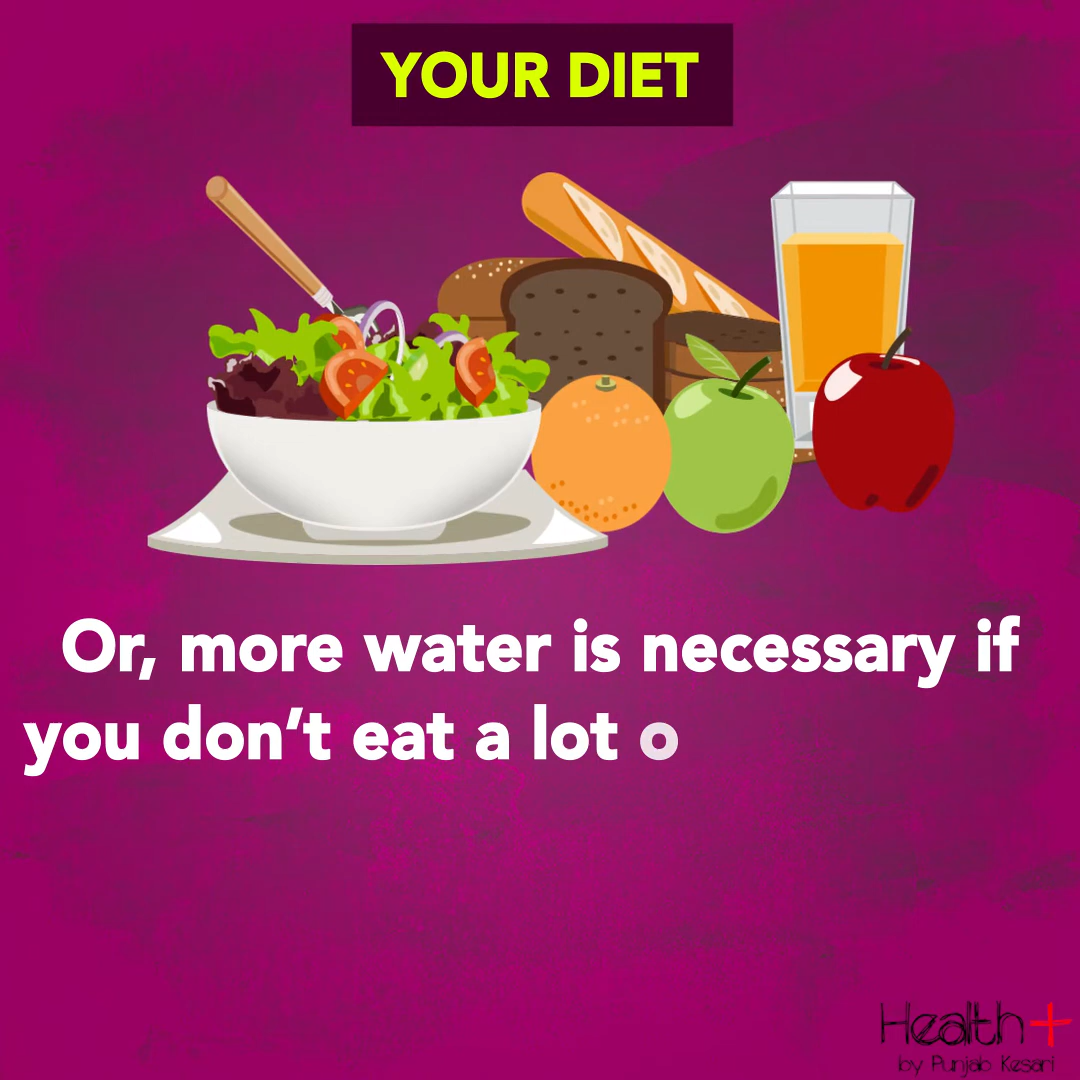 YOUR DIET
Or, more water is necessary if
you don't eat a lot o
Health+
by Punjab Kesari